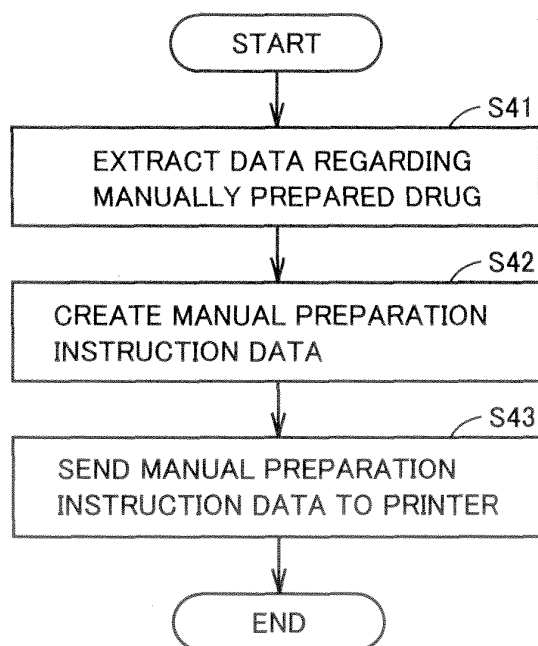 START
S41
EXTRACT DATA REGARDING
MANUALLY PREPARED DRUG
S42
CREATE MANUAL PREPARATION
INSTRUCTION DATA
S43
SEND MANUAL PREPARATION
INSTRUCTION DATA TO PRINTER
END